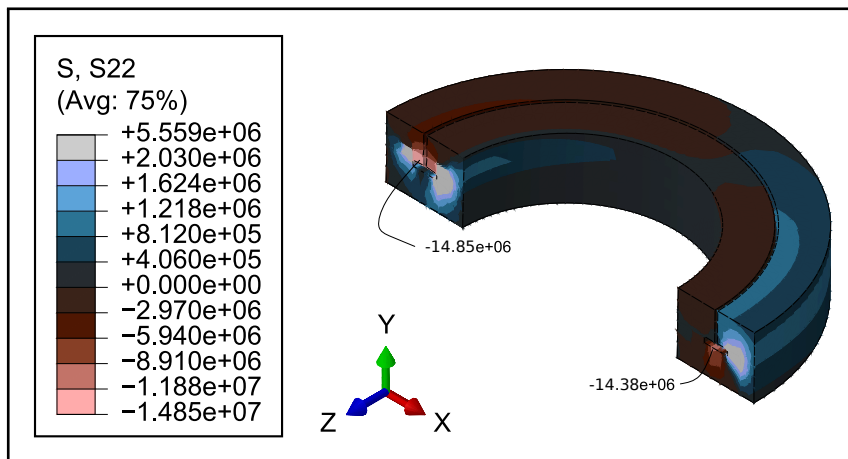 S, S22
(Avg: 75%)
+5.559e+06
+2.030e+06
+1.624e+06
+1.218e+06
+8.120e+05
+4.060e+05
+0.000e+00
−2.970e+06
−5.940e+06
−8.910e+06
−1.188e+07
−1.485e+07
-14.85e+06
-14.38e+06
Y
Z
X